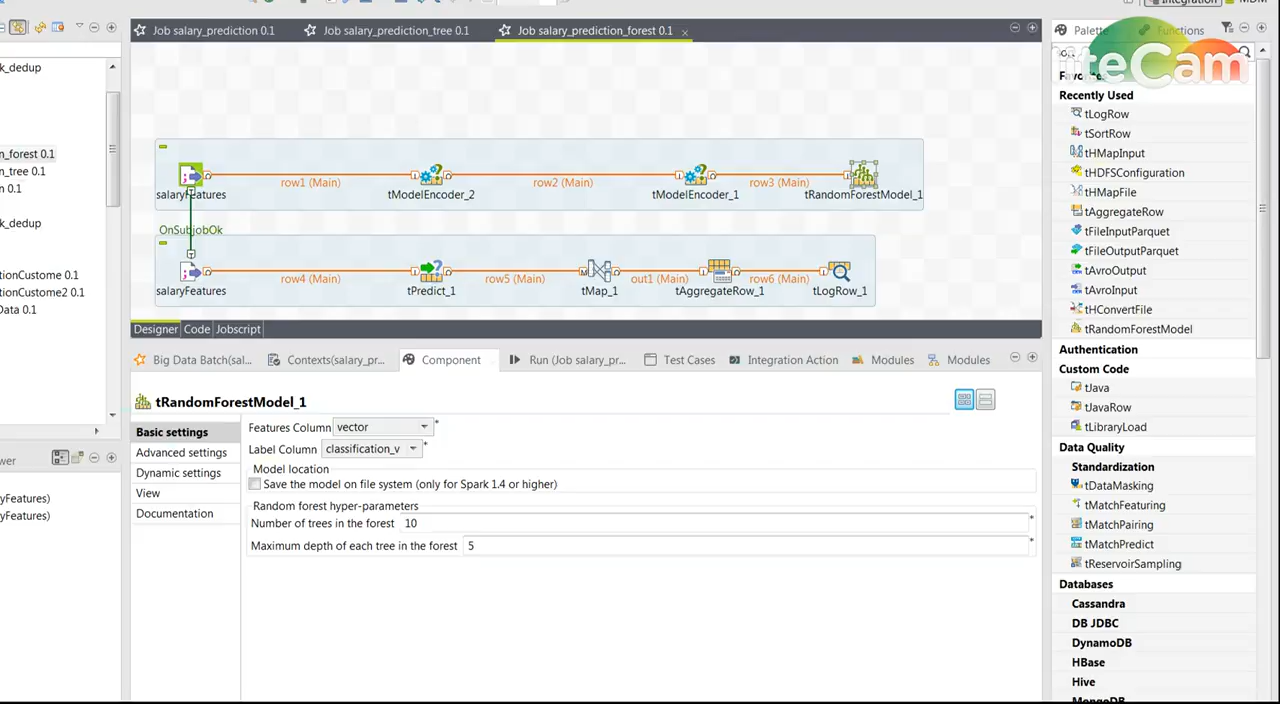 Integration
MDM
Job salary_prediction 0.1
Job salary_prediction_tree 0.1
Job salary_prediction_forest 0.1
Palette
Functions
iteCam
k_dedup
n_forest 0.1
n_tree 0.1
n 0.1
k_dedup
tionCustome 0.1
tionCustome2 0.1
Data 0.1
wer
yFeatures)
yFeatures)
salaryFeatures
row1 (Main)
tModelEncoder_2
row2 (Main)
tModelEncoder_1
row3 (Main)
tRandomForestModel_1
OnSubjobOk
salaryFeatures
row4 (Main)
tPredict_1
row5 (Main)
tMap_1
out1 (Main)
tAggregateRow_1
row6 (Main)
tLogRow_1
Designer
Code
Jobscript
Big Data Batch(sal...
Contexts(salary_pr...
Component
Run (Job salary_pr...
Test Cases
Integration Action
Modules
Modules
tRandomForestModel_1
Basic settings
Advanced settings
Dynamic settings
View
Documentation
Features Column vector *
Label Column classification_v *
Model location
Save the model on file system (only for Spark 1.4 or higher)
Random forest hyper-parameters
Number of trees in the forest 10 *
Maximum depth of each tree in the forest 5 *
Recently Used
tLogRow
tSortRow
tHMapInput
tHDFSConfiguration
tHMapFile
tAggregateRow
tFileInputParquet
tFileOutputParquet
tAvroOutput
tAvroInput
tHConvertFile
tRandomForestModel
Authentication
Custom Code
tJava
tJavaRow
tLibraryLoad
Data Quality
Standardization
tDataMasking
tMatchFeaturing
tMatchPairing
tMatchPredict
tReservoirSampling
Databases
Cassandra
DB JDBC
DynamoDB
HBase
Hive
MongoDB